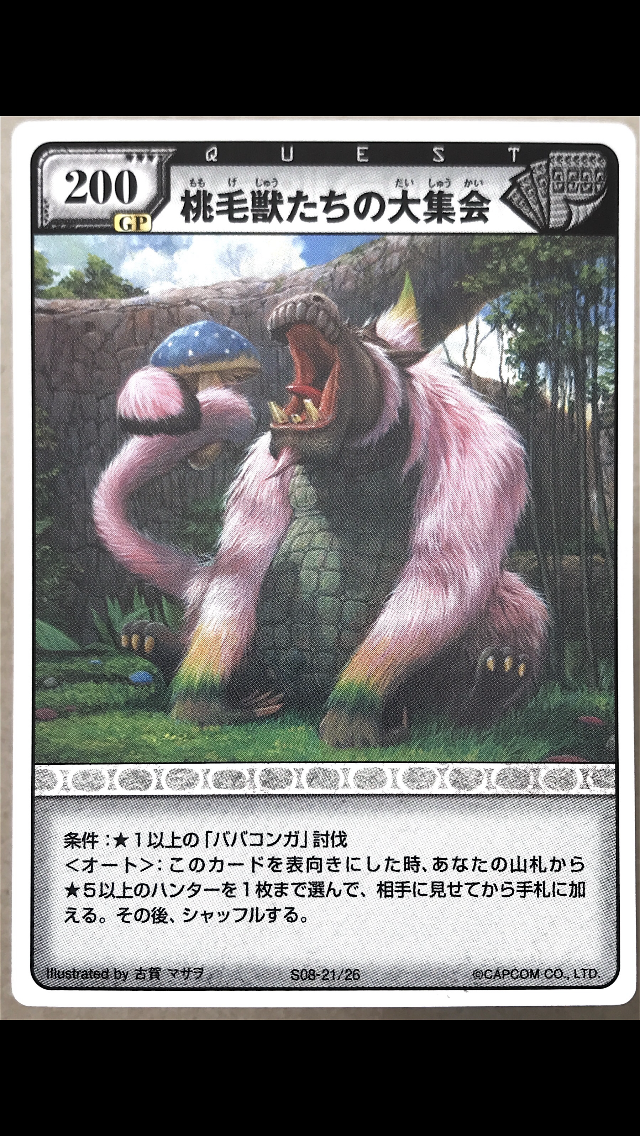 QUEST
200
GP
もも げ じゅう だい しゅう かい
桃毛獣たちの大集会
条件：★１以上の「ババコンガ」討伐
＜オート＞：このカードを表向きにした時、あなたの山札から
★５以上のハンターを１枚まで選んで、相手に見せてから手札に加
える。その後、シャッフルする。
Illustrated by 古賀 マサヲ
S08-21/26
©CAPCOM CO., LTD.